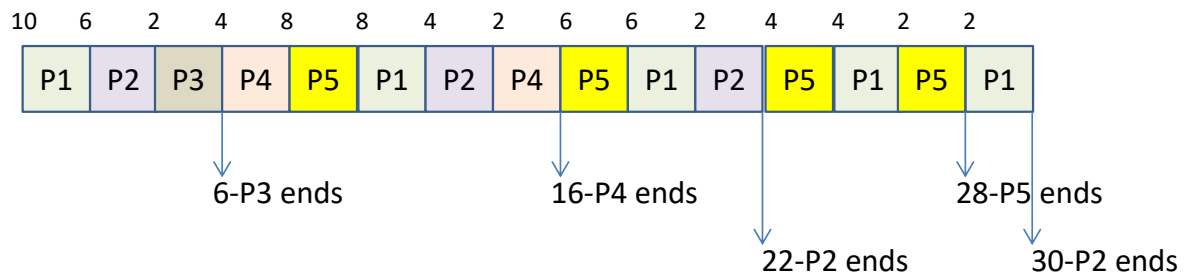 10 6 2 4 8 8 4 2 6 6 2 4 4 2 2
P1 P2 P3 P4 P5 P1 P2 P4 P5 P1 P2 P5 P1 P5 P1
6-P3 ends 16-P4 ends 28-P5 ends
22-P2 ends 30-P2 ends